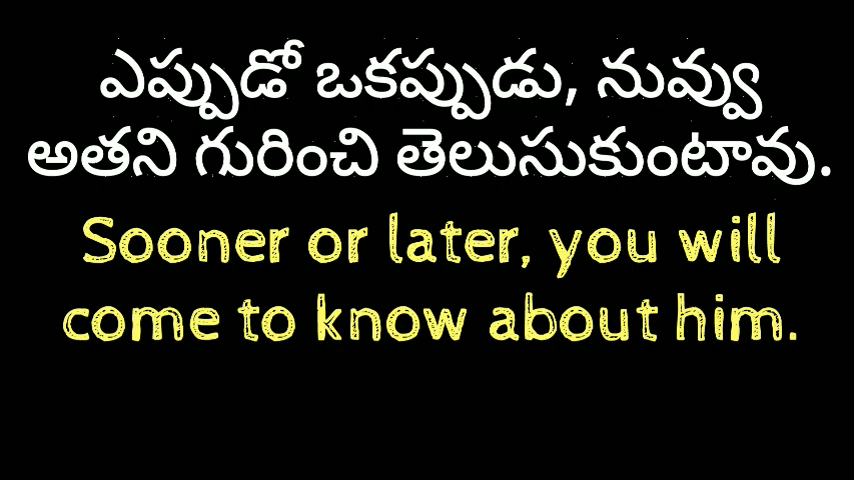 ఎప్పుడో ఒకప్పుడు, నువ్వు
అతని గురించి తెలుసుకుంటావు.
Sooner or later, you will
come to know about him.